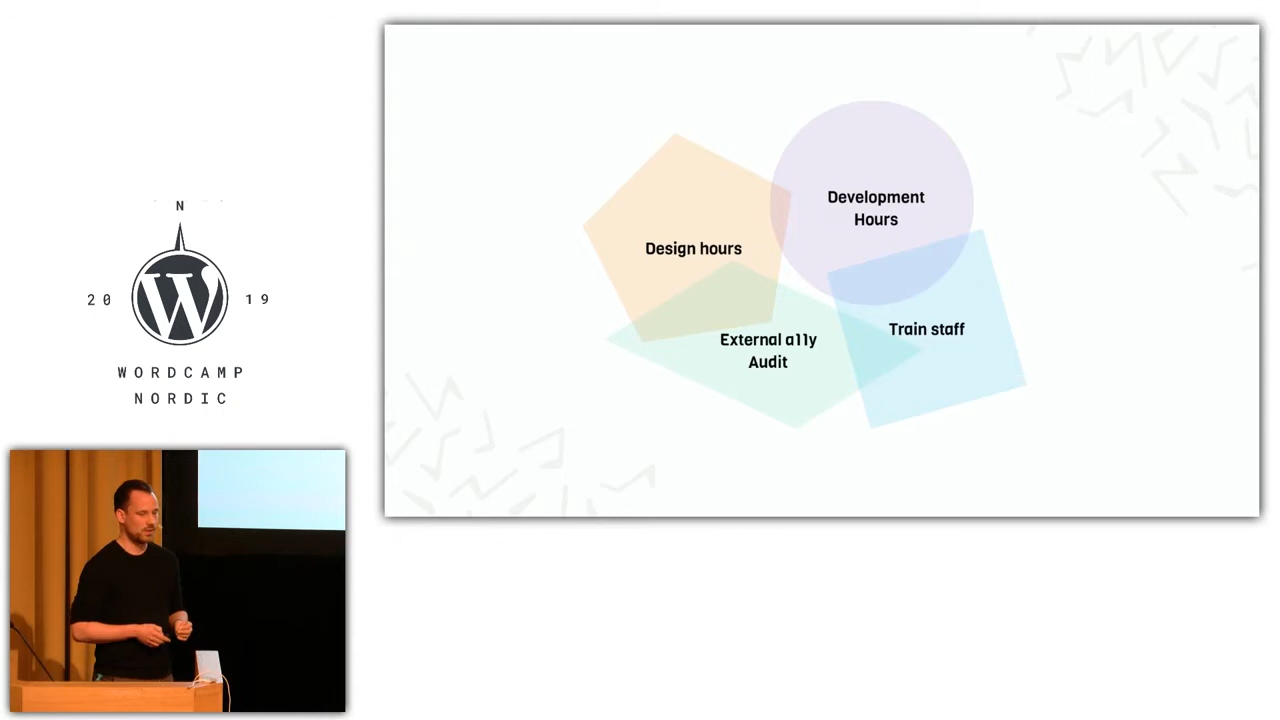 N
20 19
WORDCAMP
NORDIC
Development
Hours
Design hours
Train staff
External a11y
Audit